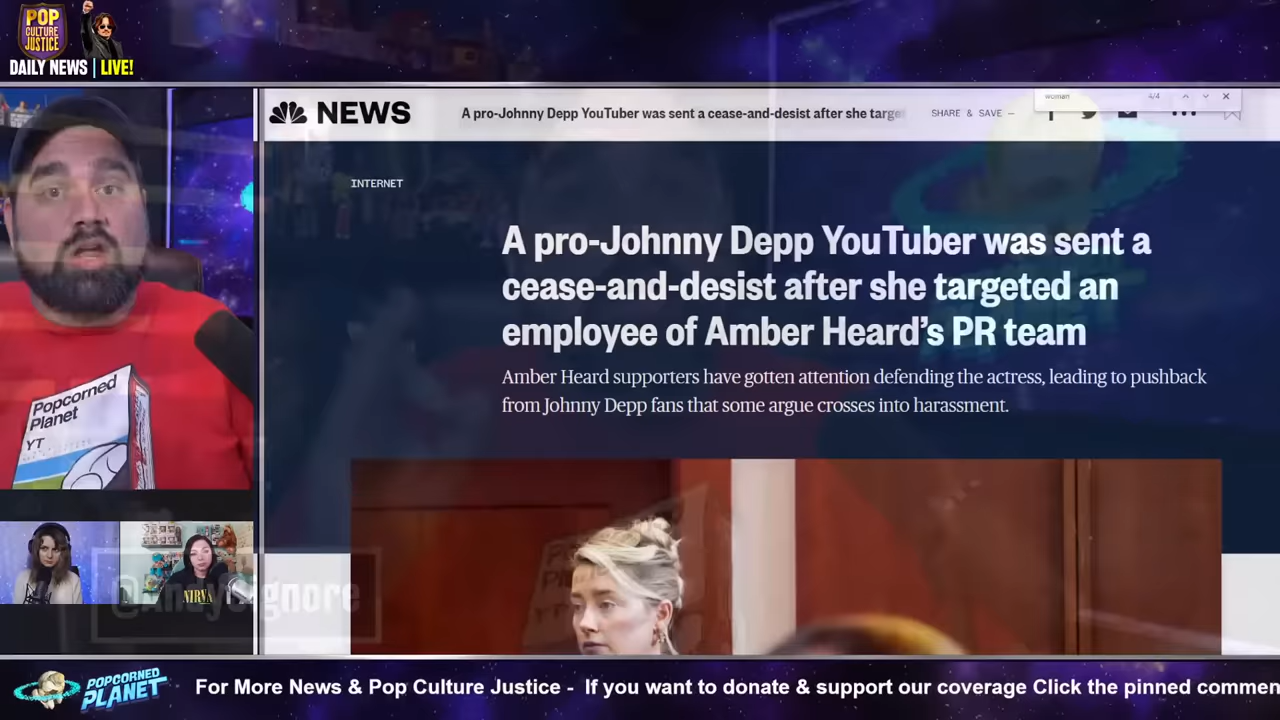 POP
CULTURE
JUSTICE
DAILY NEWS | LIVE!
NEWS
A pro-Johnny Depp YouTuber was sent a cease-and-desist after she targe
SHARE & SAVE —
woman
4/4
INTERNET
A pro-Johnny Depp YouTuber was sent a
cease-and-desist after she targeted an
employee of Amber Heard's PR team
Amber Heard supporters have gotten attention defending the actress, leading to pushback
from Johnny Depp fans that some argue crosses into harassment.
Popcorned
Planet
YT
NIRVA
POPCORNED
PLANET
For More News & Pop Culture Justice - If you want to donate & support our coverage Click the pinned commen